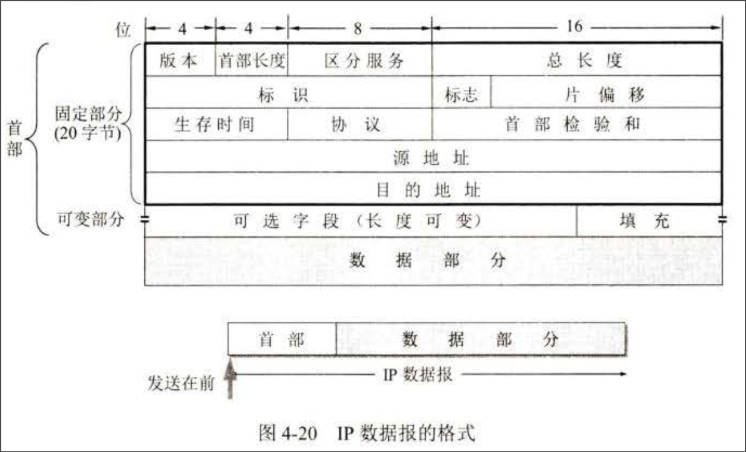 位 4 4 8 16
版本 首部长度 区分服务 总长度
标识 标志 片偏移
固定部分
(20 字节)
首部
生存时间 协议 首部检验和
源地址
目的地址
可变部分 可选字段（长度可变） 填充
数据部分
首部 数据部分
发送在前 IP 数据报
图 4-20 IP 数据报的格式